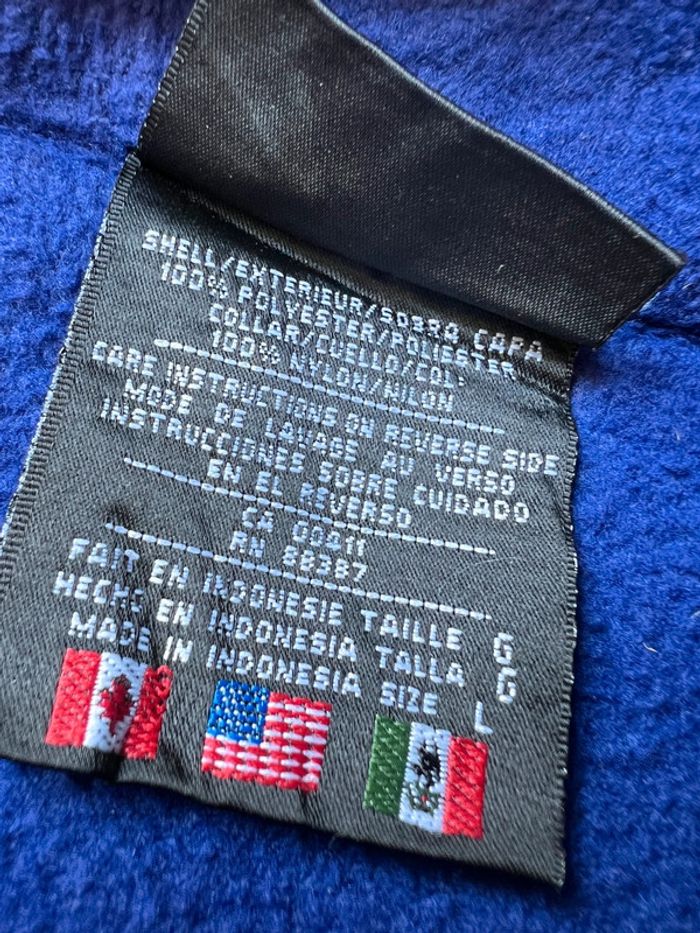 SHELL/EXTERIEUR/SOBRA CAPA
100% POLYESTER/POLIESTER
COLLAR/CUELLO/COL.
100% NYLON/NILON
CARE INSTRUCTIONS ON REVERSE SIDE
MODE DE LAVAGE AU VERSO
INSTRUCCIONES SOBRE CUIDADO
EN EL REVERSO
CA 00411
RN 88387
FAIT EN INDONESIE TAILLE G
HECHO EN INDONESIA TALLA G
MADE IN INDONESIA SIZE L